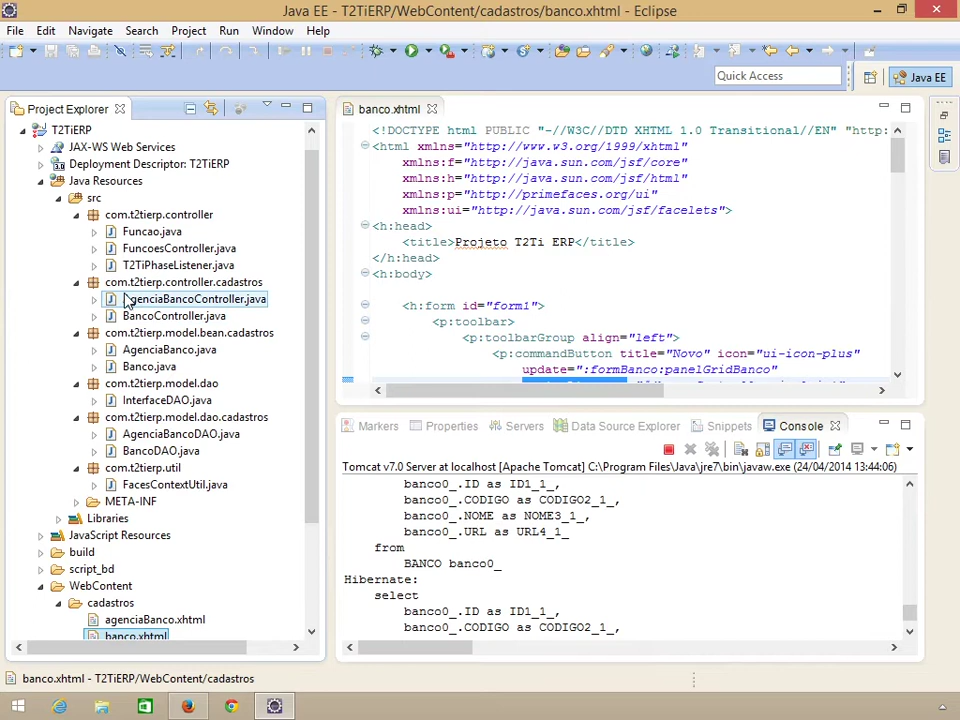 Java EE - T2TiERP/WebContent/cadastros/banco.xhtml - Eclipse
File Edit Navigate Search Project Run Window Help
Quick Access
Java EE
Project Explorer
T2TiERP
JAX-WS Web Services
Deployment Descriptor: T2TiERP
Java Resources
src
com.t2tierp.controller
Funcao.java
FuncoesController.java
T2TiPhaseListener.java
com.t2tierp.controller.cadastros
genciaBancoController.java
BancoController.java
com.t2tierp.model.bean.cadastros
AgenciaBanco.java
Banco.java
com.t2tierp.model.dao
InterfaceDAO.java
com.t2tierp.model.dao.cadastros
AgenciaBancoDAO.java
BancoDAO.java
com.t2tierp.util
FacesContextUtil.java
META-INF
Libraries
JavaScript Resources
build
script_bd
WebContent
cadastros
agenciaBanco.xhtml
banco.xhtml
banco.xhtml
<!DOCTYPE html PUBLIC "-//W3C//DTD XHTML 1.0 Transitional//EN" "http:
<html xmlns="http://www.w3.org/1999/xhtml"
xmlns:f="http://java.sun.com/jsf/core"
xmlns:h="http://java.sun.com/jsf/html"
xmlns:p="http://primefaces.org/ui"
xmlns:ui="http://java.sun.com/jsf/facelets">
<h:head>
<title>Projeto T2Ti ERP</title>
</h:head>
<h:body>
<h:form id="form1">
<p:toolbar>
<p:toolbarGroup align="left">
<p:commandButton title="Novo" icon="ui-icon-plus"
update=":formBanco:panelGridBanco"
Markers Properties Servers Data Source Explorer Snippets Console
Tomcat v7.0 Server at localhost [Apache Tomcat] C:\Program Files\Java\jre7\bin\javaw.exe (24/04/2014 13:44:06)
banco0_.ID as ID1_1_,
banco0_.CODIGO as CODIGO2_1_,
banco0_.NOME as NOME3_1_,
banco0_.URL as URL4_1_
from
BANCO banco0_
Hibernate:
select
banco0_.ID as ID1_1_,
banco0_.CODIGO as CODIGO2_1_,
banco.xhtml - T2TiERP/WebContent/cadastros